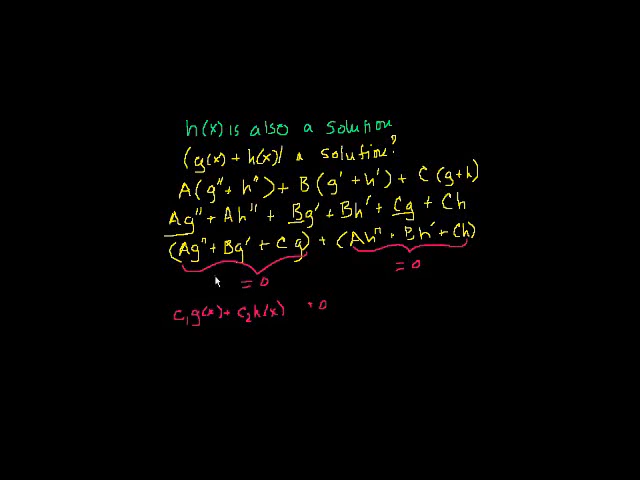 h(x) is also a solution
(g(x) + h(x)) a solution?
A(g" + h") + B(g' + h') + C(g+h)
Ag" + Ah" + Bg' + Bh' + Cg + Ch
(Ag" + Bg' + Cg) + (Ah" + Bh' + Ch)
= 0
= 0
c₁g(x) + c₂h(x) = 0